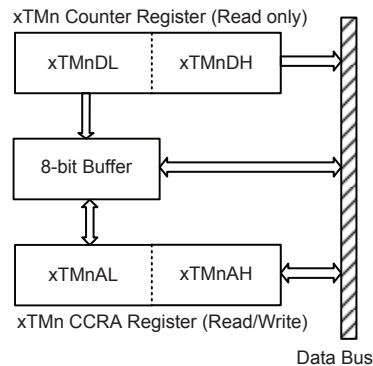 xTMn Counter Register (Read only)
xTMnDL xTMnDH
8-bit Buffer
xTMnAL xTMnAH
xTMn CCRA Register (Read/Write)
Data Bus